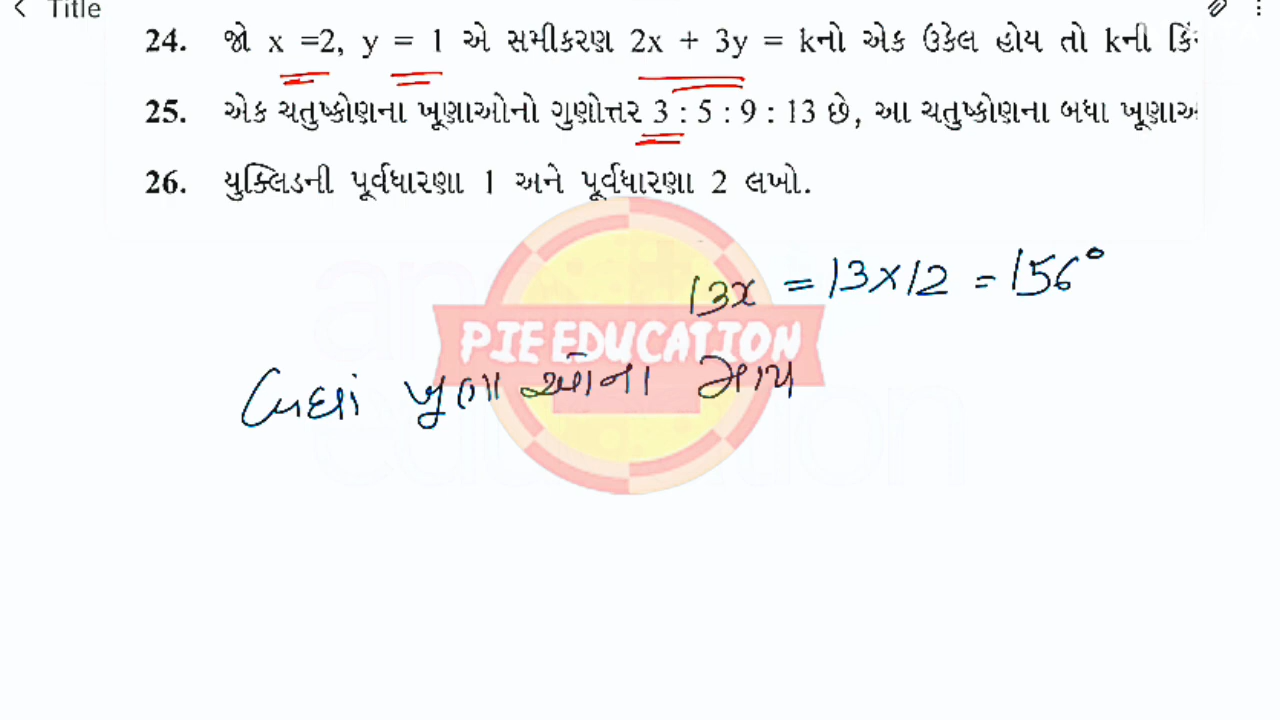 Title
24. જો x =2, y = 1 એ સમીકરણ 2x + 3y = kનો એક ઉકેલ હોય તો kની
25. એક ચતુષ્કોણના ખૂણાઓનો ગુણોત્તર 3 : 5 : 9 : 13 છે, આ ચતુષ્કોણના બધા
26. યુક્લિડની પૂર્વધારણા 1 અને પૂર્વધારણા 2 લખો.
13x = 13×12 = 156°
PIE EDUCATION
બધાં ખુણા ઓના માપ